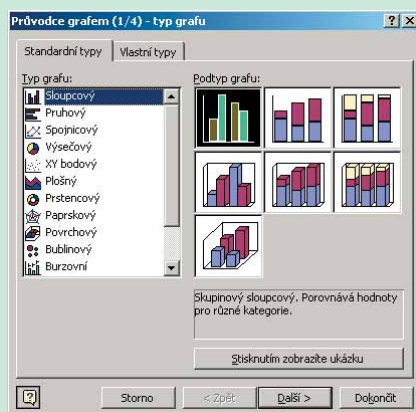 Průvodce grafem (1/4) - typ grafu
Standardní typy
Vlastní typy
Typ grafu:
Sloupcový
Pruhový
Spojnicový
Výsečový
XY bodový
Plošný
Prstencový
Paprskový
Povrchový
Bublinový
Burzovní
Podtyp grafu:
Skupinový sloupcový. Porovnává hodnoty
pro různé kategorie.
Stisknutím zobrazíte ukázku
Storno
< Zpět
Další >
Dokončit